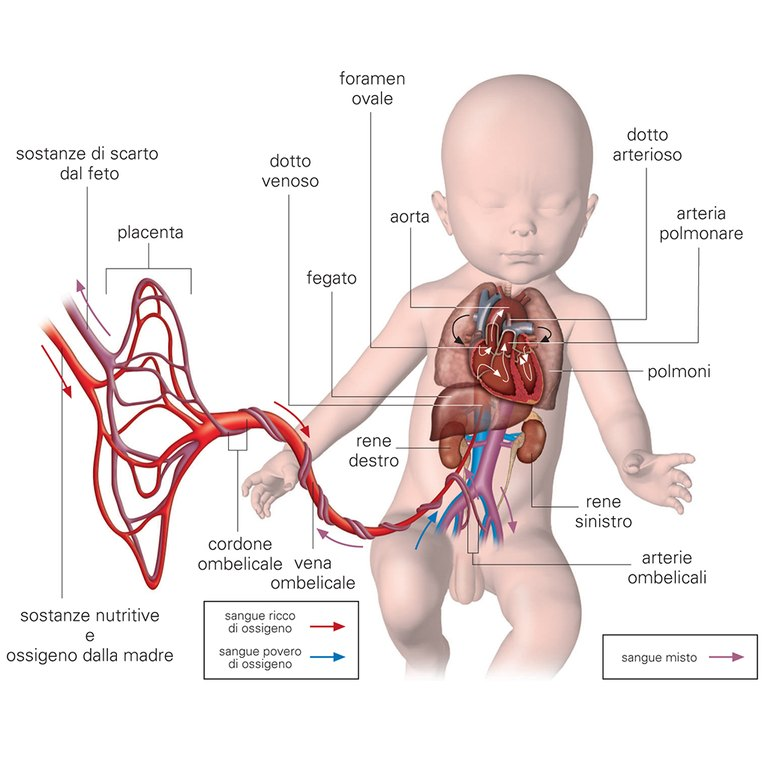 foramen
ovale
sostanze di scarto
dal feto
dotto
venoso
dotto
arterioso
placenta
aorta
arteria
polmonare
fegato
polmoni
rene
destro
rene
sinistro
cordone
ombelicale
vena
ombelicale
arterie
ombelicali
sostanze nutritive
e
ossigeno dalla madre
sangue ricco
di ossigeno
sangue povero
di ossigeno
sangue misto